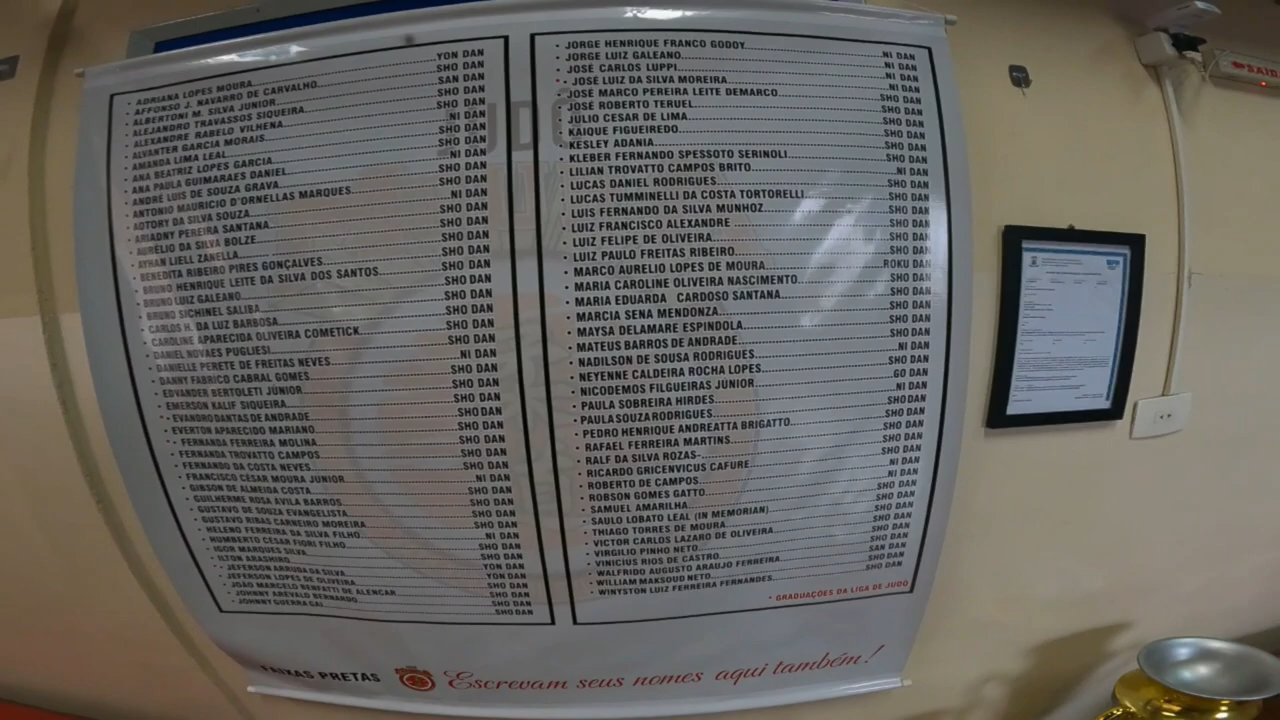 • ADRIANA LOPES MOURA........YON DAN
• AFFONSO J. NAVARRO DE CARVALHO........SHO DAN
• ALBERTONI M. SILVA JUNIOR........SAN DAN
• ALEJANDRO TRAVASSOS SIQUEIRA........SHO DAN
• ALEXANDRE RABELO VILHENA........SHO DAN
• ALVANTER GARCIA MORAIS........NI DAN
• AMANDA LIMA LEAL........SHO DAN
• ANA BEATRIZ LOPES GARCIA........SHO DAN
• ANA PAULA GUIMARAES DANIEL........NI DAN
• ANDRÉ LUIS DE SOUZA GRAVA........SHO DAN
• ANTONIO MAURICIO D'ORNELLAS MARQUES........SHO DAN
• AOTORY DA SILVA SOUZA........NI DAN
• ARIADNY PEREIRA SANTANA........SHO DAN
• AURÉLIO DA SILVA BOLZE........SHO DAN
• AYHAN LIELL ZANELLA........SHO DAN
• BENEDITA RIBEIRO PIRES GONÇALVES........SHO DAN
• BRUNO HENRIQUE LEITE DA SILVA DOS SANTOS........SHO DAN
• BRUNO LUIZ GALEANO........SHO DAN
• BRUNO SICHINEL SALIBA........SHO DAN
• CARLOS H. DA LUZ BARBOSA........SHO DAN
• CAROLINE APARECIDA OLIVEIRA COMETICK........SHO DAN
• DANIEL NOVAES PUGLIESI........SHO DAN
• DANIELLE PERETE DE FREITAS NEVES........NI DAN
• DANNY FABRICO CABRAL GOMES........SHO DAN
• EDVANDER BERTOLETI JÚNIOR........SHO DAN
• EMERSON KALIF SIQUEIRA........SHO DAN
• EVANDRO DANTAS DE ANDRADE........SHO DAN
• EVERTON APARECIDO MARIANO........SHO DAN
• FERNANDA FERREIRA MOLINA........SHO DAN
• FERNANDA TROVATTO CAMPOS........SHO DAN
• FERNANDO DA COSTA NEVES........SHO DAN
• FRANCISCO CÉSAR MOURA JUNIOR........NI DAN
• GIBSON DE ALMEIDA COSTA........SHO DAN
• GUILHERME ROSA ÁVILA BARROS........SHO DAN
• GUSTAVO DE SOUZA EVANGELISTA........SHO DAN
• GUSTAVO RIBAS CARNEIRO MOREIRA........SHO DAN
• HELENO FERREIRA DA SILVA FILHO........NI DAN
• HUMBERTO CÉSAR FIORI FILHO........SHO DAN
• IGOR MARQUES SILVA........SHO DAN
• ILTON ARASHIRO........YON DAN
• JEFERSON ARRUDA DA SILVA........SHO DAN
• JEFERSON LOPES DE OLIVEIRA........SHO DAN
• JOÃO MARCELO BENFATTI DE ALENCAR........SHO DAN
• JOHNNY ARÉVALO BERNARDO........SHO DAN
• JOHNNY GUERRA GAI........SHO DAN
• JORGE HENRIQUE FRANCO GODOY........NI DAN
• JORGE LUIZ GALEANO........NI DAN
• JOSÉ CARLOS LUPPI........NI DAN
• • JOSÉ LUIZ DA SILVA MOREIRA........NI DAN
• JOSÉ MARCO PEREIRA LEITE DEMARCO........SHO DAN
• JOSÉ ROBERTO TERUEL........SHO DAN
• JULIO CESAR DE LIMA........SHO DAN
• KAIQUE FIGUEIREDO........SHO DAN
• KESLEY ADANIA........SHO DAN
• KLEBER FERNANDO SPESSOTO SERINOLI........SHO DAN
• LILIAN TROVATTO CAMPOS BRITO........NI DAN
• LUCAS DANIEL RODRIGUES........SHO DAN
• LUCAS TUMMINELLI DA COSTA TORTORELLI........SHO DAN
• LUIS FERNANDO DA SILVA MUNHOZ........SHO DAN
• LUIZ FRANCISCO ALEXANDRE........SHO DAN
• LUIZ FELIPE DE OLIVEIRA........SHO DAN
• LUIZ PAULO FREITAS RIBEIRO........SHO DAN
• MARCO AURELIO LOPES DE MOURA........ROKU DAN
• MARIA CAROLINE OLIVEIRA NASCIMENTO........SHO DAN
• MARIA EDUARDA CARDOSO SANTANA........SHO DAN
• MARCIA SENA MENDONZA........SHO DAN
• MAYSA DELAMARE ESPINDOLA........SHO DAN
• MATEUS BARROS DE ANDRADE........SHO DAN
• NADILSON DE SOUSA RODRIGUES........NI DAN
• NEYENNE CALDEIRA ROCHA LOPES........SHO DAN
• NICODEMOS FILGUEIRAS JÚNIOR........GO DAN
• PAULA SOBREIRA HIRDES........NI DAN
• PAULA SOUZA RODRIGUES........SHO DAN
• PEDRO HENRIQUE ANDREATTA BRIGATTO........SHO DAN
• RAFAEL FERREIRA MARTINS........SHO DAN
• RALF DA SILVA ROZAS-........SHO DAN
• RICARDO GRICENVICUS CAFURE........SHO DAN
• ROBERTO DE CAMPOS........NI DAN
• ROBSON GOMES GATTO........NI DAN
• SAMUEL AMARILHA........SHO DAN
• SAULO LOBATO LEAL (IN MEMORIAN)........SHO DAN
• THIAGO TORRES DE MOURA........SHO DAN
• VICTOR CARLOS LAZARO DE OLIVEIRA........SHO DAN
• VIRGILIO PINHO NETO........SHO DAN
• VINICIUS RIOS DE CASTRO........SHO DAN
• WALFRIDO AUGUSTO ARAUJO FERREIRA........SAN DAN
• WILLIAM MAKSOUD NETO........SHO DAN
• WINYSTON LUIZ FERREIRA FERNANDES........SHO DAN
• GRADUAÇÕES DA LIGA DE JUDÔ
FAIXAS PRETAS
Escrevam seus nomes aqui também!
JUDÔ